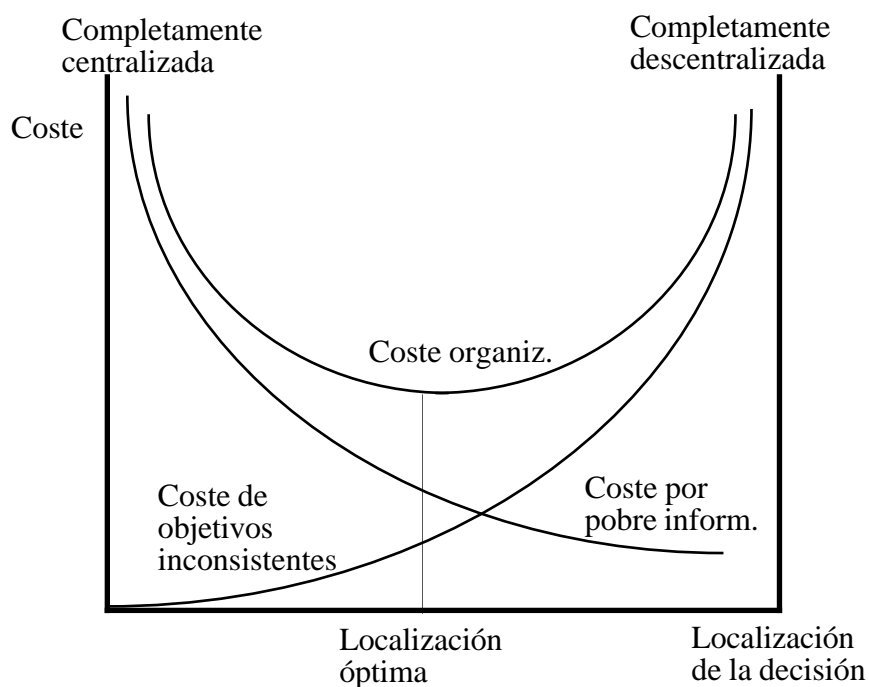 Completamente
centralizada
Completamente
descentralizada
Coste
Coste organiz.
Coste de
objetivos
inconsistentes
Coste por
pobre inform.
Localización
óptima
Localización
de la decisión